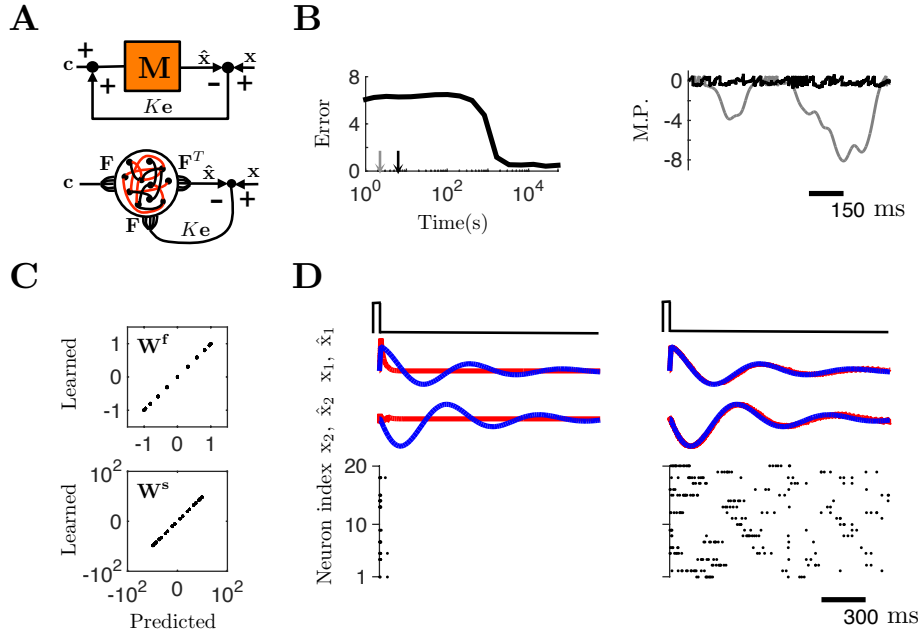 A
c
+
+
M
x̂
−
x
+
Ke
F
F^T
c
F
x̂
−
x
+
Ke
B
Error
8
4
0
10^0
10^2
10^4
Time(s)
M.P.
0
-4
-8
150 ms
C
W^f
Learned
1
0
-1
-1
0
1
W^s
Learned
10^2
0
-10^2
-10^2
0
10^2
Predicted
D
x_1, x̂_1
x_2, x̂_2
Neuron index
20
10
1
300 ms